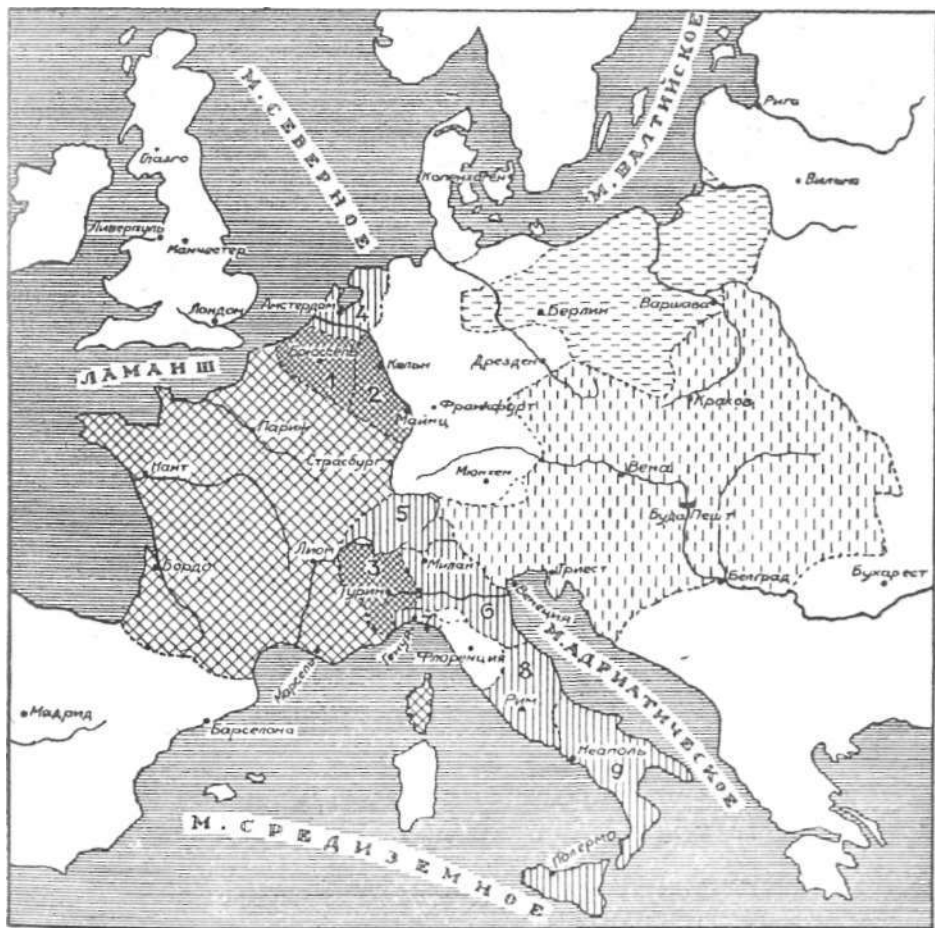 М. СЕВЕРНОЕ
М. БАЛТИЙСКОЕ
Рига
Вильна
Глазго
Копенхаген
Ливерпуль
Манчестер
Лондон
Амстердам
4
Берлин
Варшава
ЛАМАНШ
Брюссель
Кельн
Дрезден
1
2
Франкфурт
Краков
Майнц
Париж
Страсбург
Нант
Мюнхен
Вена
Буда
Пешт
5
Лион
Милан
Триест
Бордо
3
Турин
Белград
Бухарест
Венеция
6
7
Генуя
Флоренция
М. АДРИАТИЧЕСКОЕ
Марсель
8
Рим
Мадрид
Барселона
Неаполь
9
М. СРЕДИЗЕМНОЕ
Палермо